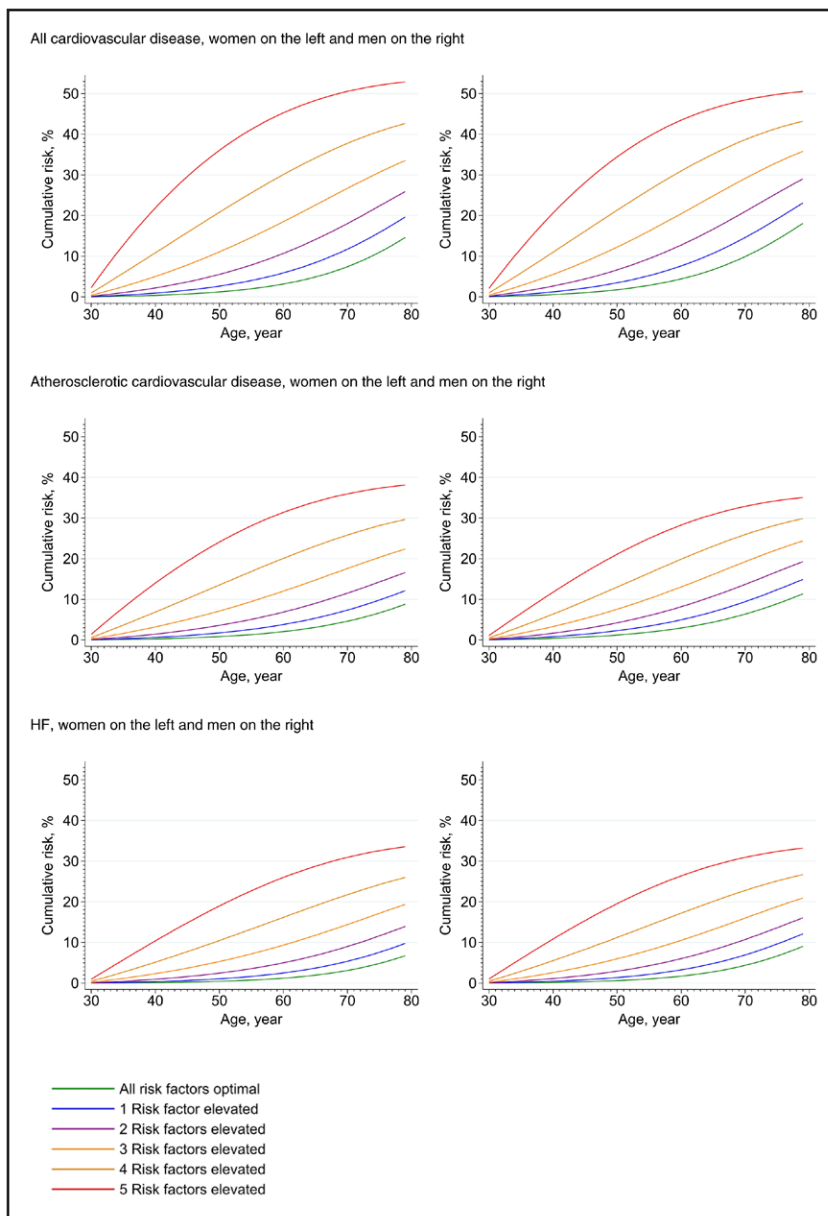 All cardiovascular disease, women on the left and men on the right
Cumulative risk, %
50
40
30
20
10
0
30 40 50 60 70 80
Age, year
Cumulative risk, %
50
40
30
20
10
0
30 40 50 60 70 80
Age, year
Atherosclerotic cardiovascular disease, women on the left and men on the right
Cumulative risk, %
50
40
30
20
10
0
30 40 50 60 70 80
Age, year
Cumulative risk, %
50
40
30
20
10
0
30 40 50 60 70 80
Age, year
HF, women on the left and men on the right
Cumulative risk, %
50
40
30
20
10
0
30 40 50 60 70 80
Age, year
Cumulative risk, %
50
40
30
20
10
0
30 40 50 60 70 80
Age, year
All risk factors optimal
1 Risk factor elevated
2 Risk factors elevated
3 Risk factors elevated
4 Risk factors elevated
5 Risk factors elevated